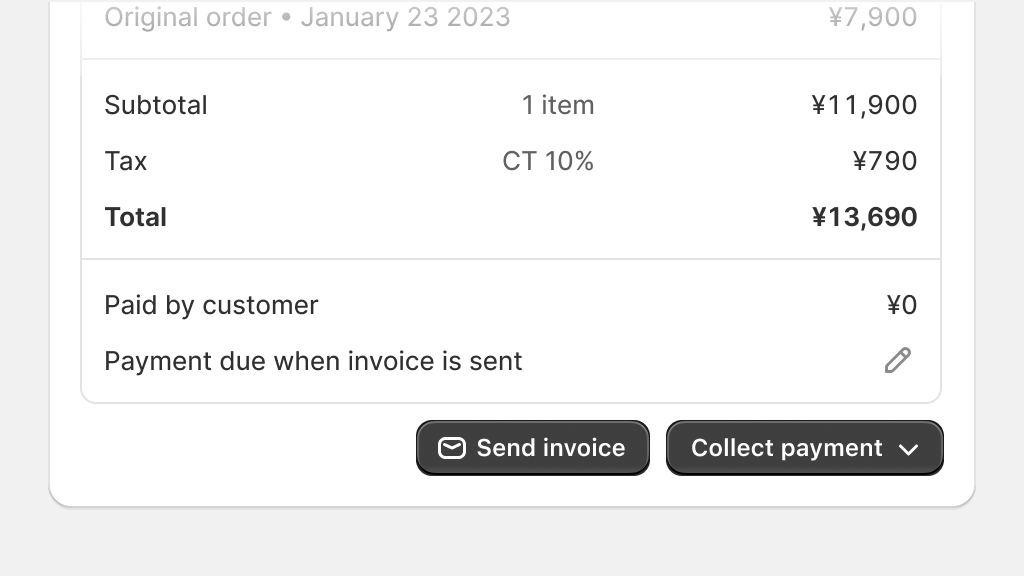 Original order • January 23 2023 ¥7,900
Subtotal 1 item ¥11,900
Tax CT 10% ¥790
Total ¥13,690
Paid by customer ¥0
Payment due when invoice is sent
Send invoice Collect payment